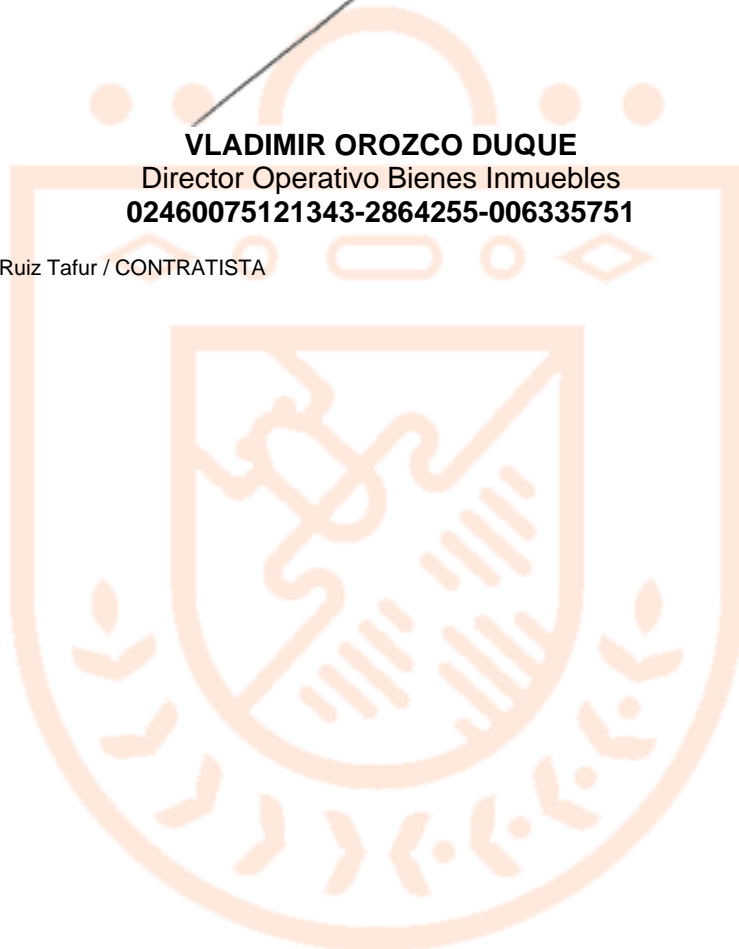 VLADIMIR OROZCO DUQUE
Director Operativo Bienes Inmuebles
02460075121343-2864255-006335751
Ruiz Tafur / CONTRATISTA